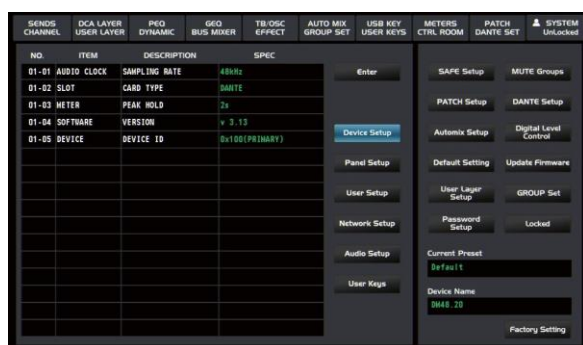 SENDS CHANNEL
DCA LAYER USER LAYER
PEQ DYNAMIC
GEQ BUS MIXER
TB/OSC EFFECT
AUTO MIX GROUP SET
USB KEY USER KEYS
METERS CTRL ROOM
PATCH DANTE SET
SYSTEM UnLocked
NO. ITEM DESCRIPTION SPEC
01-01 AUDIO CLOCK SAMPLING RATE 48kHz
01-02 SLOT CARD TYPE DANTE
01-03 METER PEAK HOLD 2s
01-04 SOFTWARE VERSION v 3.13
01-05 DEVICE DEVICE ID 0x100(PRIMARY)
Enter
Device Setup
Panel Setup
User Setup
Network Setup
Audio Setup
User Keys
SAFE Setup
MUTE Groups
PATCH Setup
DANTE Setup
Automix Setup
Digital Level Control
Default Setting
Update Firmware
User Layer Setup
GROUP Set
Password Setup
Locked
Current Preset
Default
Device Name
DM48.20
Factory Setting